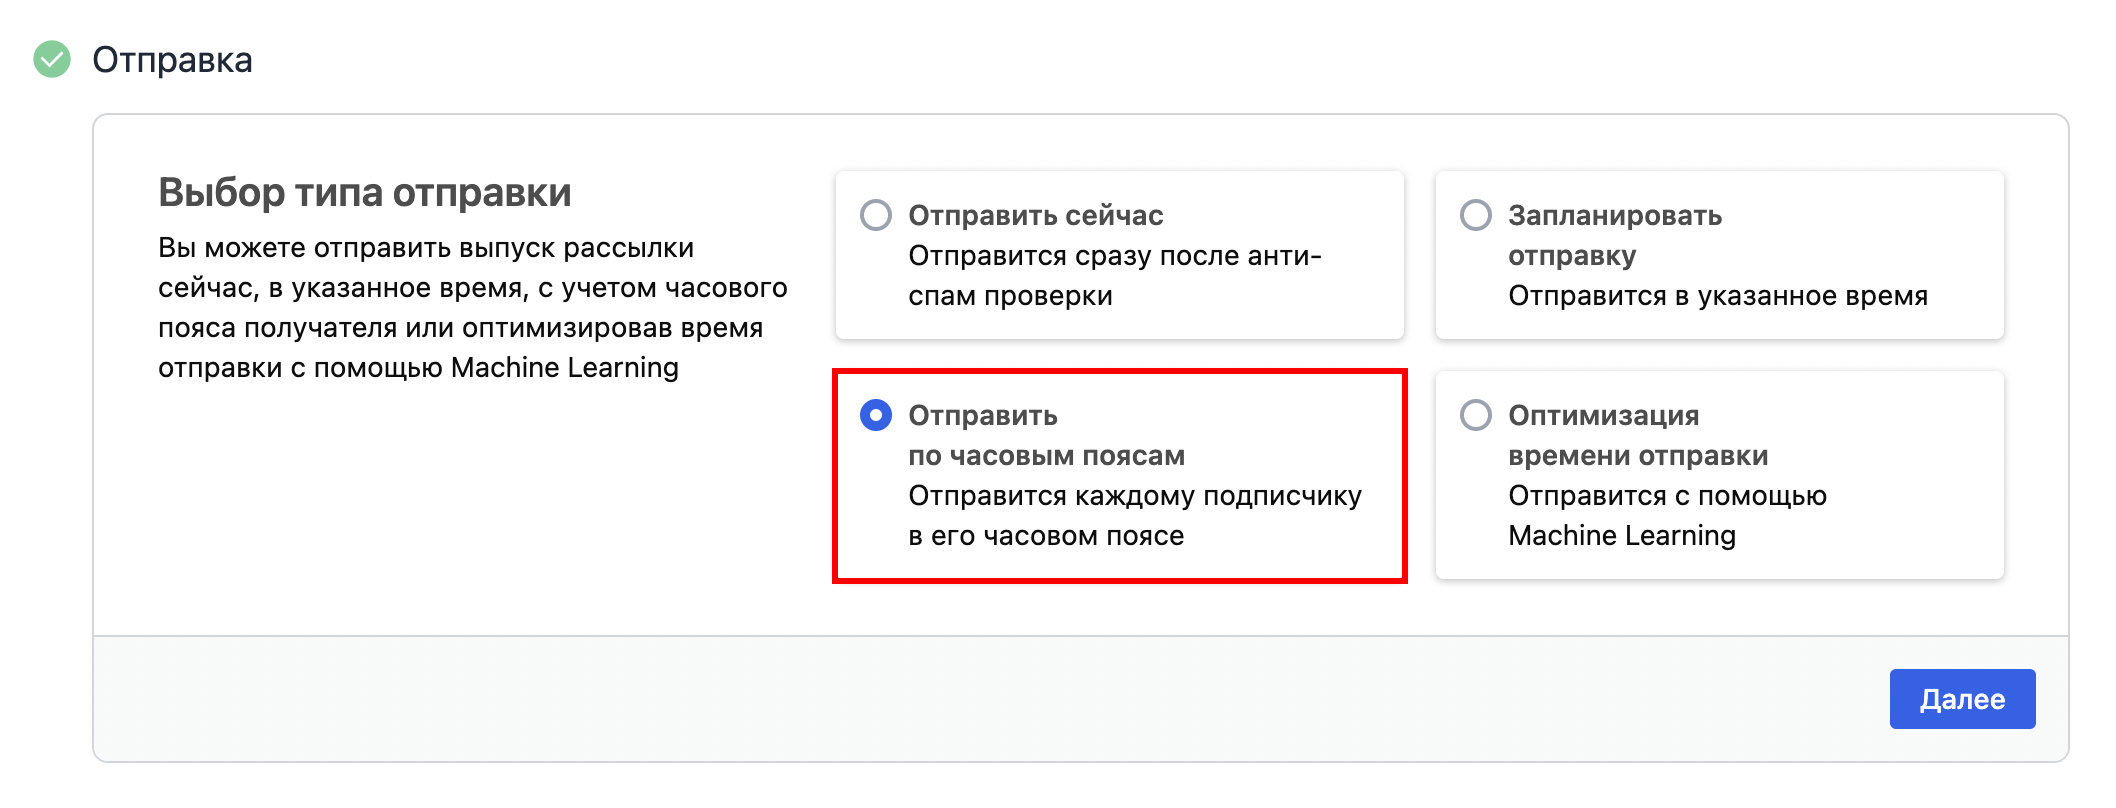 Отправка
Выбор типа отправки
Вы можете отправить выпуск рассылки
сейчас, в указанное время, с учетом часового
пояса получателя или оптимизировав время
отправки с помощью Machine Learning
Отправить сейчас
Отправится сразу после анти-
спам проверки
Запланировать
отправку
Отправится в указанное время
Отправить
по часовым поясам
Отправится каждому подписчику
в его часовом поясе
Оптимизация
времени отправки
Отправится с помощью
Machine Learning
Далее